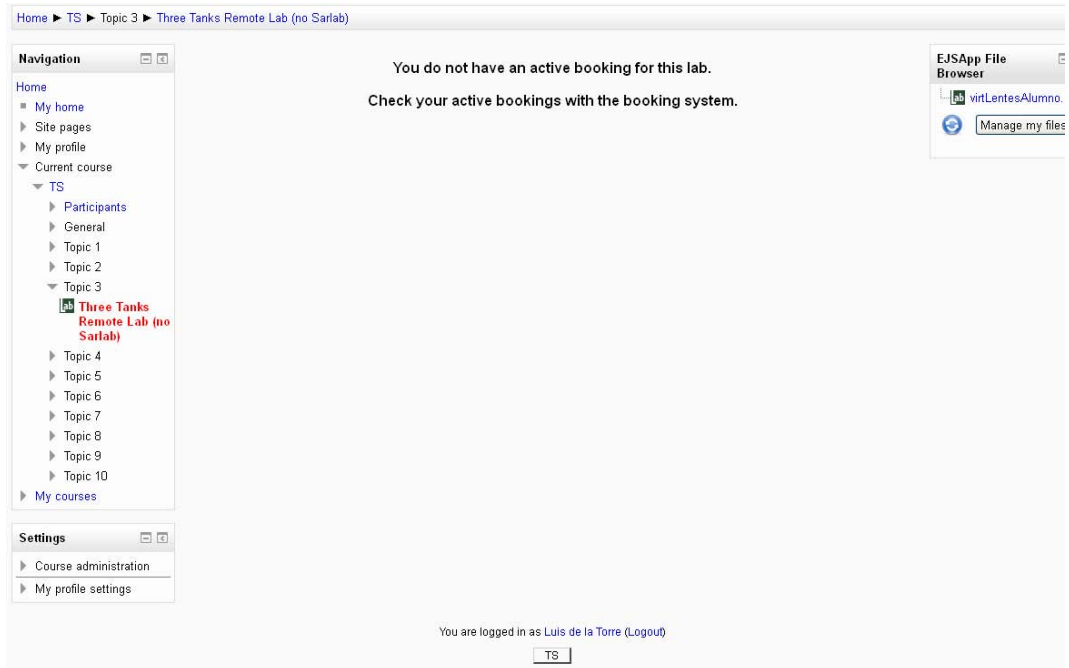 Home ► TS ► Topic 3 ► Three Tanks Remote Lab (no Sarlab)
Navigation
Home
My home
Site pages
My profile
Current course
TS
Participants
General
Topic 1
Topic 2
Topic 3
Three Tanks
Remote Lab (no
Sarlab)
Topic 4
Topic 5
Topic 6
Topic 7
Topic 8
Topic 9
Topic 10
My courses
Settings
Course administration
My profile settings
You do not have an active booking for this lab.
Check your active bookings with the booking system.
EJSApp File
Browser
virtLentesAlumno.
Manage my files
You are logged in as Luis de la Torre (Logout)
TS